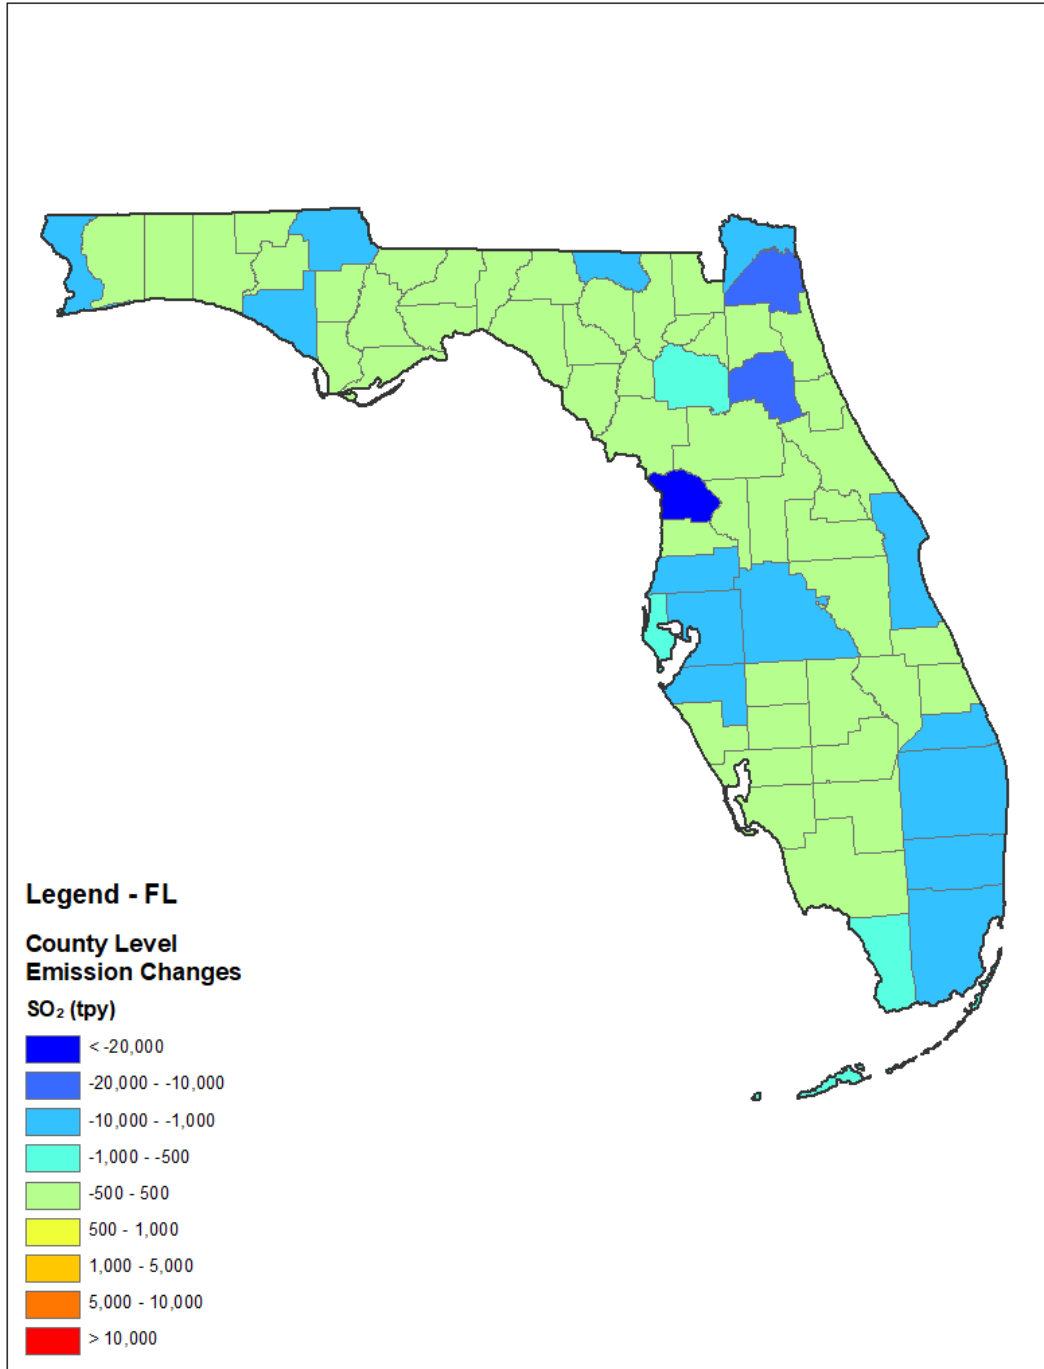 Legend - FL
County Level
Emission Changes
SO₂ (tpy)
< -20,000
-20,000 - -10,000
-10,000 - -1,000
-1,000 - -500
-500 - 500
500 - 1,000
1,000 - 5,000
5,000 - 10,000
> 10,000